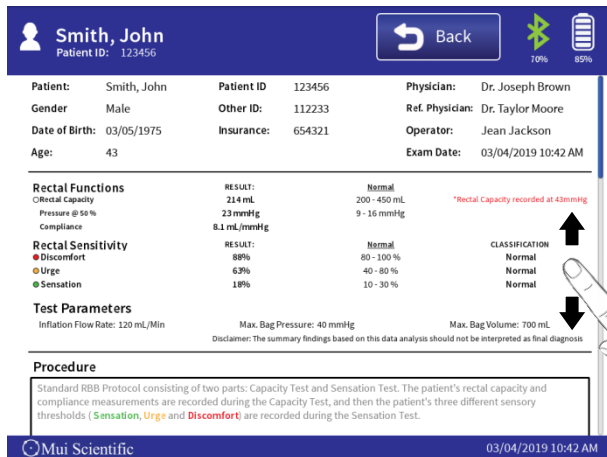 Smith, John
Patient ID: 123456
Back
70%
85%
Patient: Smith, John Patient ID 123456 Physician: Dr. Joseph Brown
Gender Male Other ID: 112233 Ref. Physician: Dr. Taylor Moore
Date of Birth: 03/05/1975 Insurance: 654321 Operator: Jean Jackson
Age: 43 Exam Date: 03/04/2019 10:42 AM
Rectal Functions RESULT: Normal
Rectal Capacity 214 mL 200 - 450 mL *Rectal Capacity recorded at 43mmHg
Pressure @ 50 % 23 mmHg 9 - 16 mmHg
Compliance 8.1 mL/mmHg
Rectal Sensitivity RESULT: Normal CLASSIFICATION
Discomfort 88% 80 - 100 % Normal
Urge 63% 40 - 80 % Normal
Sensation 18% 10 - 30 % Normal
Test Parameters
Inflation Flow Rate: 120 mL/Min Max. Bag Pressure: 40 mmHg Max. Bag Volume: 700 mL
Disclaimer: The summary findings based on this data analysis should not be interpreted as final diagnosis
Procedure
Standard RBB Protocol consisting of two parts: Capacity Test and Sensation Test. The patient's rectal capacity and
compliance measurements are recorded during the Capacity Test, and then the patient's three different sensory
thresholds ( Sensation, Urge and Discomfort) are recorded during the Sensation Test.
Mui Scientific 03/04/2019 10:42 AM